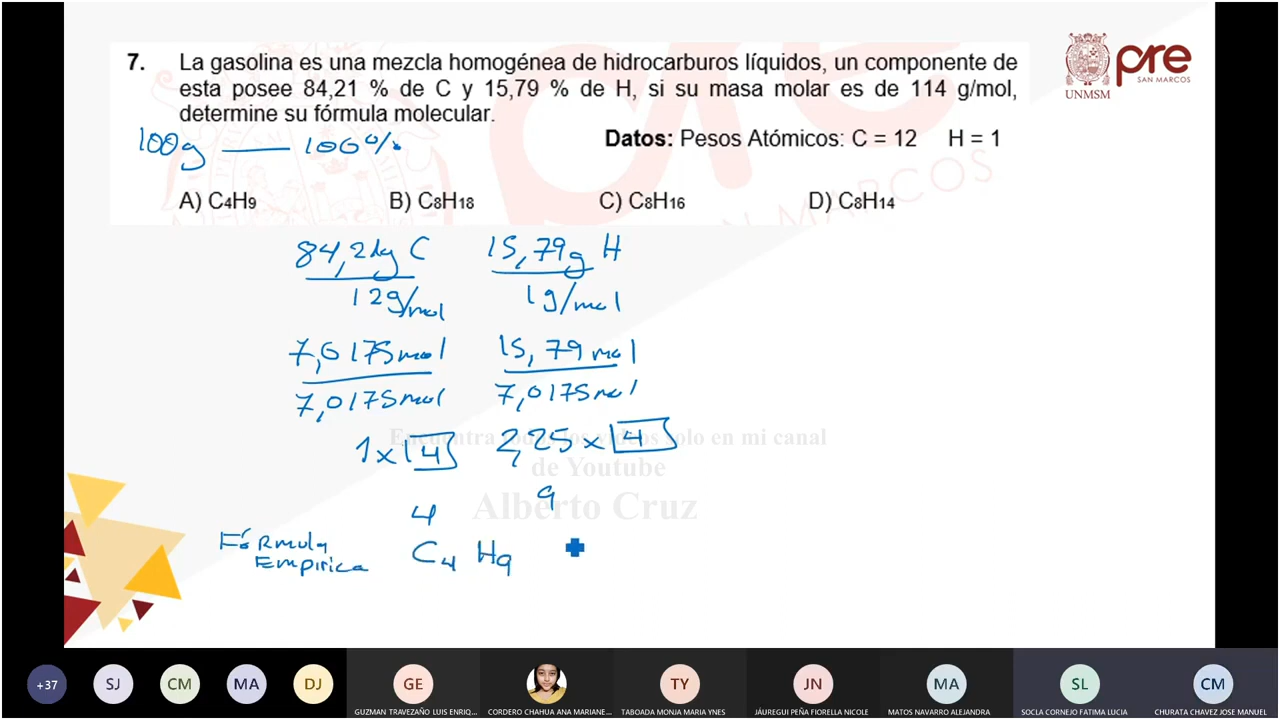 7. La gasolina es una mezcla homogénea de hidrocarburos líquidos, un componente de
esta posee 84,21 % de C y 15,79 % de H, si su masa molar es de 114 g/mol,
determine su fórmula molecular.
UNMSM
pre
SAN MARCOS
100g —— 100%
Datos: Pesos Atómicos: C = 12 H = 1
A) C4H9 B) C8H18 C) C8H16 D) C8H14
84,21g C 15,79g H
12g/mol 1g/mol
7,0175mol 15,79mol
7,0175mol 7,0175mol
1x4 2,25x4
Encuentra todos los videos solo en mi canal
de Youtube
Alberto Cruz
4 9
Fórmula
Empirica
C4 H9
+37 SJ CM MA DJ GE TY JN MA SL CM
GUZMAN TRAVEZAÑO LUIS ENRIQ... CORDERO CHAHUA ANA MARIANE... TABOADA MONJA MARIA YNES JÁUREGUI PEÑA FIORELLA NICOLE MATOS NAVARRO ALEJANDRA SOCLA CORNEJO FATIMA LUCIA CHURATA CHAVEZ JOSE MANUEL